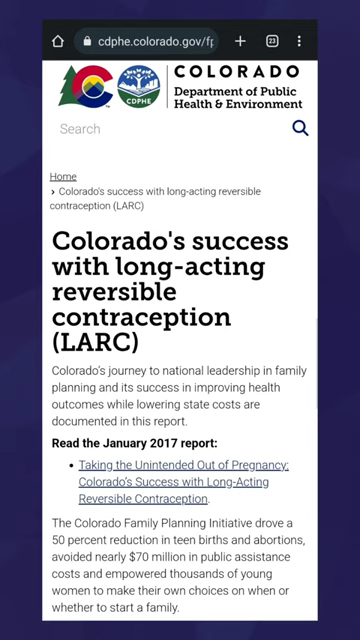 cdphe.colorado.gov/fp
23
COLORADO
Department of Public
Health & Environment
CDPHE
Search
Home
› Colorado's success with long-acting reversible
contraception (LARC)
Colorado's success
with long-acting
reversible
contraception
(LARC)
Colorado's journey to national leadership in family
planning and its success in improving health
outcomes while lowering state costs are
documented in this report.
Read the January 2017 report:
• Taking the Unintended Out of Pregnancy:
Colorado's Success with Long-Acting
Reversible Contraception.
The Colorado Family Planning Initiative drove a
50 percent reduction in teen births and abortions,
avoided nearly $70 million in public assistance
costs and empowered thousands of young
women to make their own choices on when or
whether to start a family.